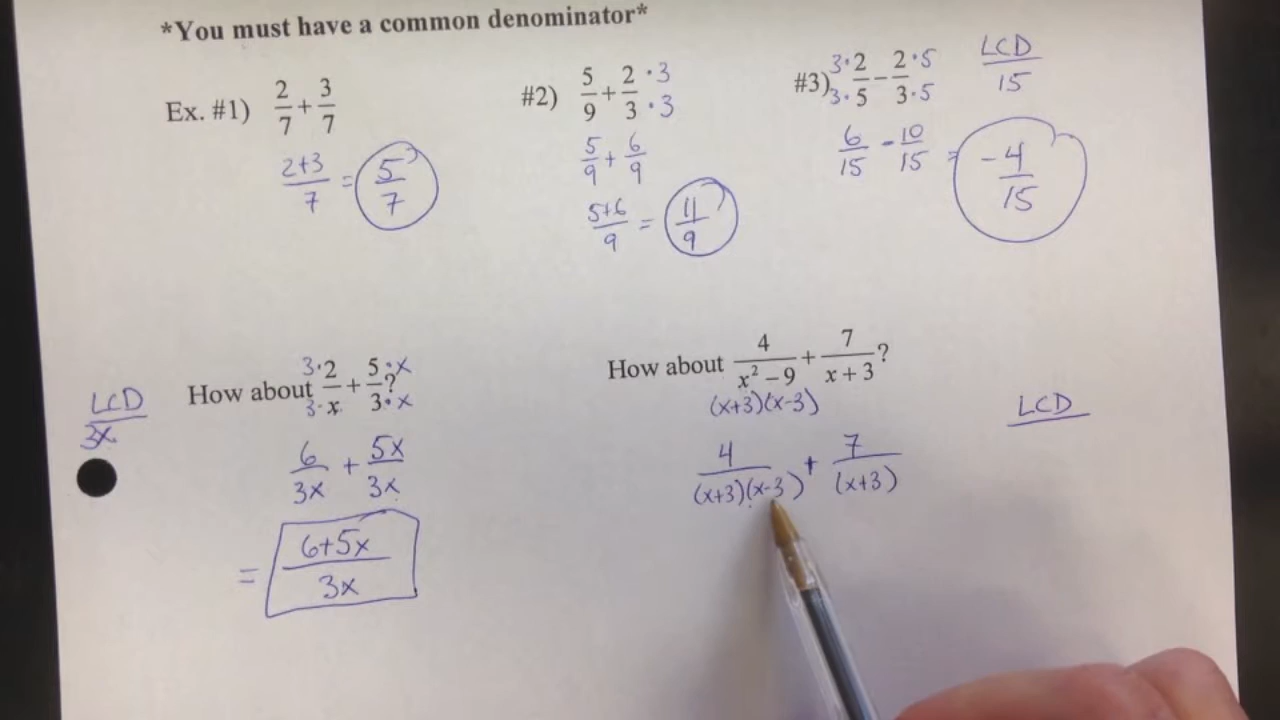 *You must have a common denominator*
Ex. #1) 2/7 + 3/7
2+3/7 = 5/7
#2) 5/9 + 2/3 ·3/·3
5/9 + 6/9
5+6/9 = 11/9
#3) 3·2/3·5 − 2·5/3·5
LCD
15
6/15 - 10/15 = -4/15
How about 3·2/3·x + 5·x/3·x?
LCD
3x
6/3x + 5x/3x
= 6+5x/3x
How about 4/x² − 9 + 7/x + 3?
(x+3)(x-3)
LCD
4/(x+3)(x-3) + 7/(x+3)